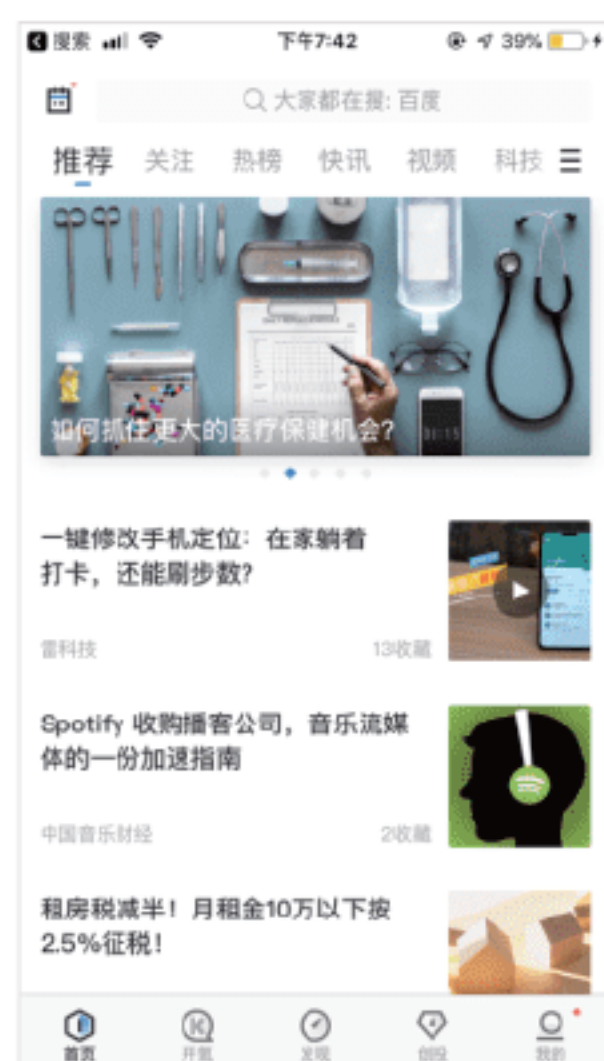 搜索 下午7:42 39%
大家都在搜: 百度
推荐 关注 热榜 快讯 视频 科技
如何抓住更大的医疗保健机会?
一键修改手机定位：在家躺着
打卡，还能刷步数?
雷科技 13收藏
Spotify 收购播客公司，音乐流媒
体的一份加速指南
中国音乐财经 2收藏
租房税减半！月租金10万以下按
2.5%征税！
首页 开氪 发现 创投 我的